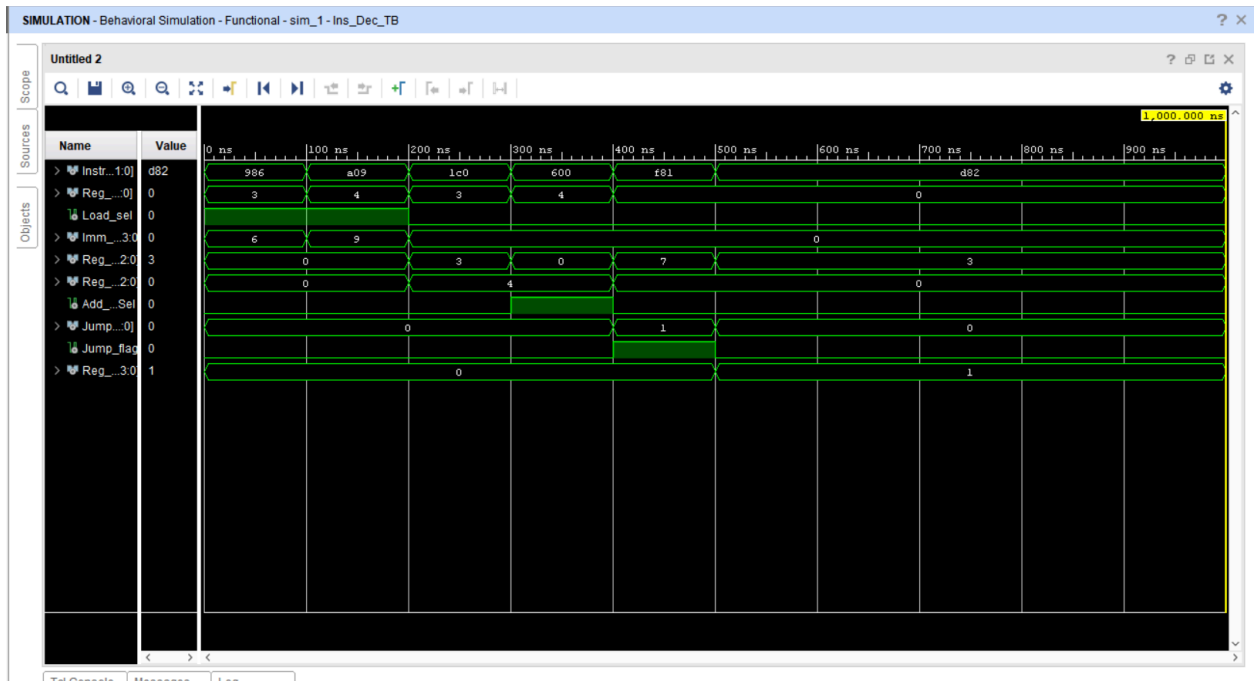 SIMULATION - Behavioral Simulation - Functional - sim_1 - Ins_Dec_TB ? ×
Scope
Sources
Objects
Untitled 2 ?
1,000.000 ns
Name Value 0 ns 100 ns 200 ns 300 ns 400 ns 500 ns 600 ns 700 ns 800 ns 900 ns
> Instr...1:0] d82 986 a09 1c0 600 f81 d82
> Reg_...:0] 0 3 4 3 4 0
Load_sel 0
> Imm_...3:0 0 6 9 0
> Reg_...2:0 3 0 3 0 7 3
> Reg_...2:0 0 0 4 0
Add_...Sel 0
> Jump...:0] 0 0 1 0
Jump_flag 0
> Reg_...3:0 1 0 1
Tcl Console Messages Log